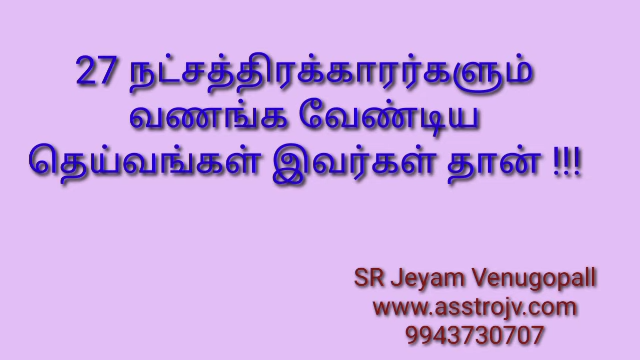 27 நட்சத்திரக்காரர்களும்
வணங்க வேண்டிய
தெய்வங்கள் இவர்கள் தான் !!!
SR Jeyam Venugopall
www.asstrojv.com
9943730707